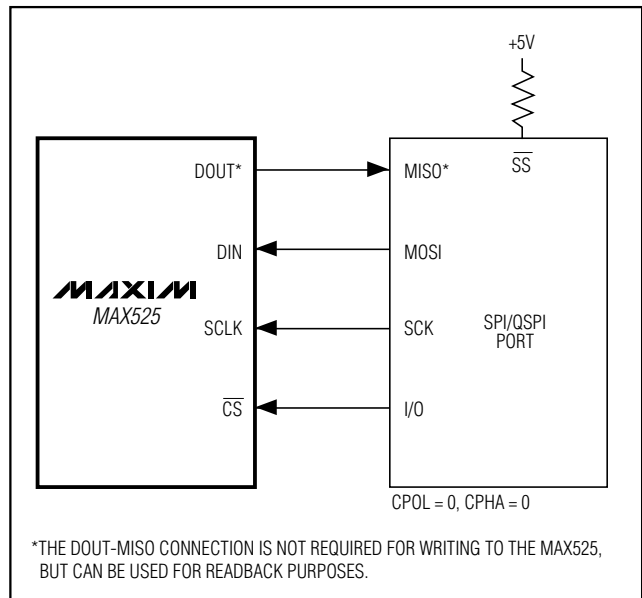 +5V
DOUT* MISO* SS
DIN MOSI
MAXIM
MAX525
SCLK SCK SPI/QSPI
PORT
CS I/O
CPOL = 0, CPHA = 0
*THE DOUT-MISO CONNECTION IS NOT REQUIRED FOR WRITING TO THE MAX525,
BUT CAN BE USED FOR READBACK PURPOSES.